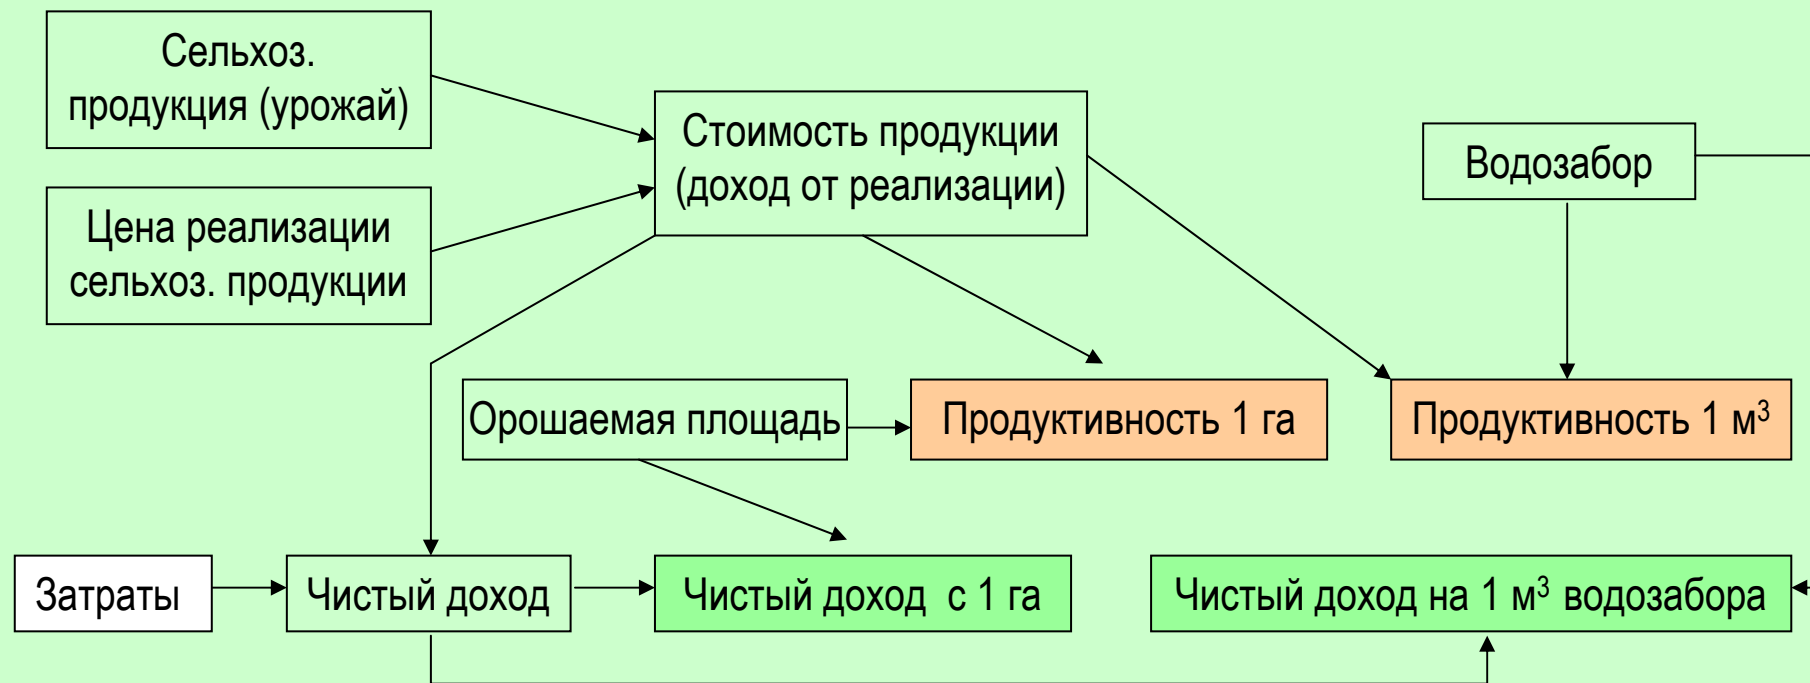 Сельхоз.
продукция (урожай)
Цена реализации
сельхоз. продукции
Стоимость продукции
(доход от реализации)
Водозабор
Орошаемая площадь
Продуктивность 1 га
Продуктивность 1 м³
Затраты
Чистый доход
Чистый доход с 1 га
Чистый доход на 1 м³ водозабора